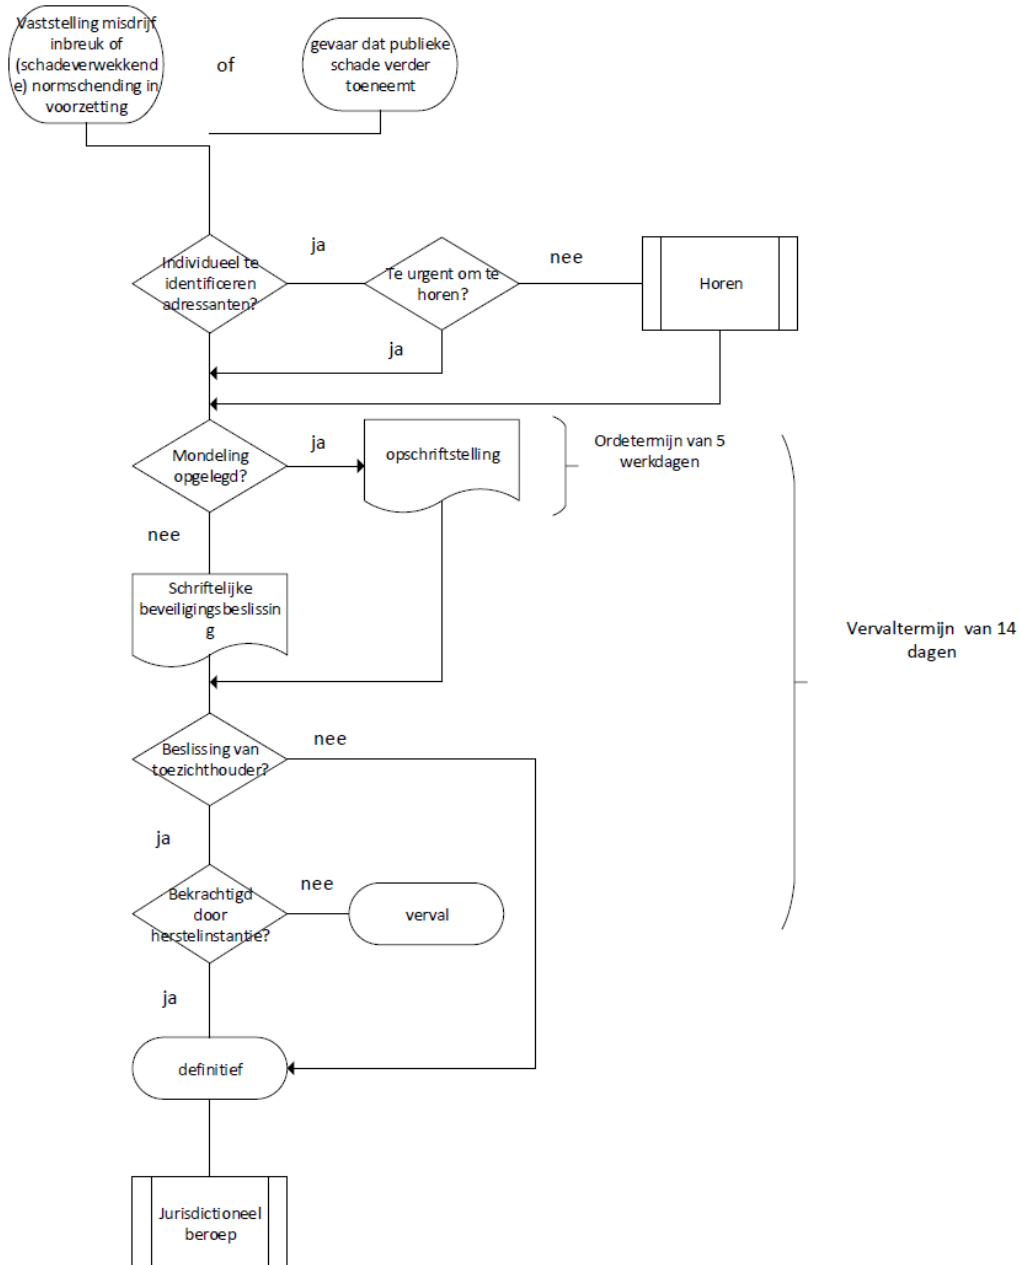 Vaststelling misdrijf
inbreuk of
(schadeverwekkend
e) normschending in
voorzetting
of
gevaar dat publieke
schade verder
toeneemt
Individueel te
identificeren
adressanten?
ja
Te urgent om te
horen?
nee
Horen
ja
Mondeling
opgelegd?
ja
opschriftstelling
Ordetermijn van 5
werkdagen
nee
Schriftelijke
beveiligingsbeslissin
g
Vervaltermijn van 14
dagen
Beslissing van
toezichthouder?
nee
ja
Bekrachtigd
door
herstelinstantie?
nee
verval
ja
definitief
Jurisdictioneel
beroep